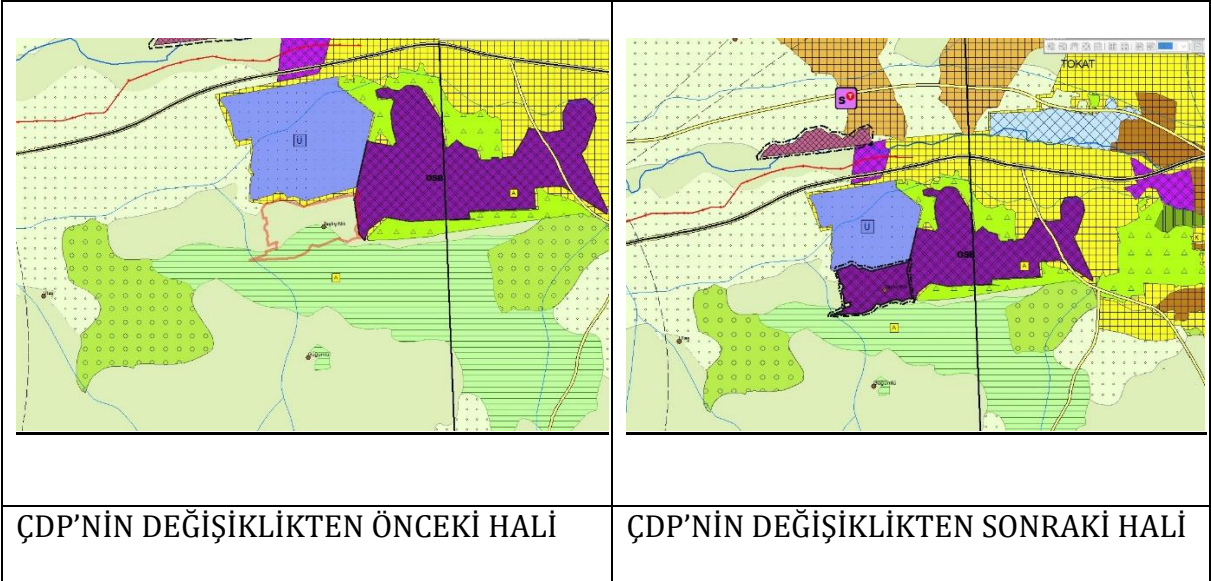 U
OSB
A
A
TOKAT
S
U
OSB
A
A
K
ÇDP’NİN DEĞİŞİKLİKTEN ÖNCEKİ HALİ
ÇDP’NİN DEĞİŞİKLİKTEN SONRAKİ HALİ